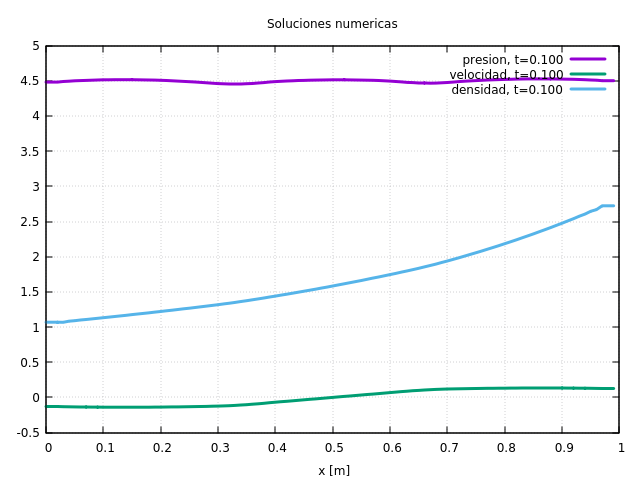 Soluciones numericas
presion, t=0.100
velocidad, t=0.100
densidad, t=0.100
5
4.5
4
3.5
3
2.5
2
1.5
1
0.5
0
-0.5
0 0.1 0.2 0.3 0.4 0.5 0.6 0.7 0.8 0.9 1
x [m]